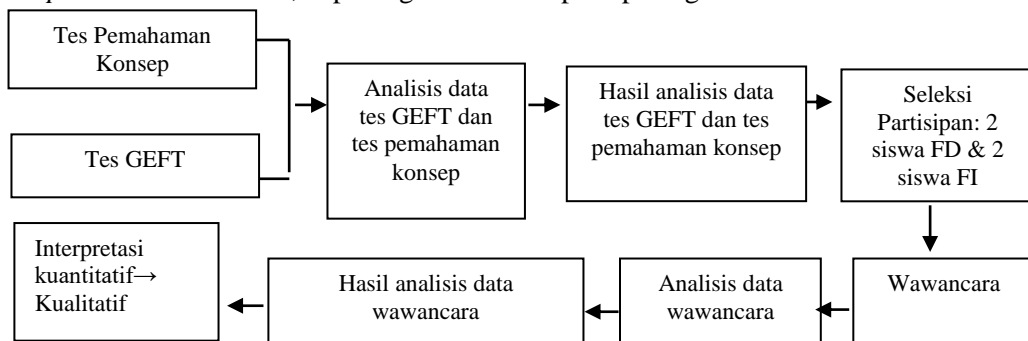 Tes Pemahaman
Konsep
Tes GEFT
Analisis data
tes GEFT dan
tes pemahaman
konsep
Hasil analisis data
tes GEFT dan tes
pemahaman konsep
Seleksi
Partisipan: 2
siswa FD & 2
siswa FI
Wawancara
Analisis data
wawancara
Hasil analisis data
wawancara
Interpretasi
kuantitatif→
Kualitatif